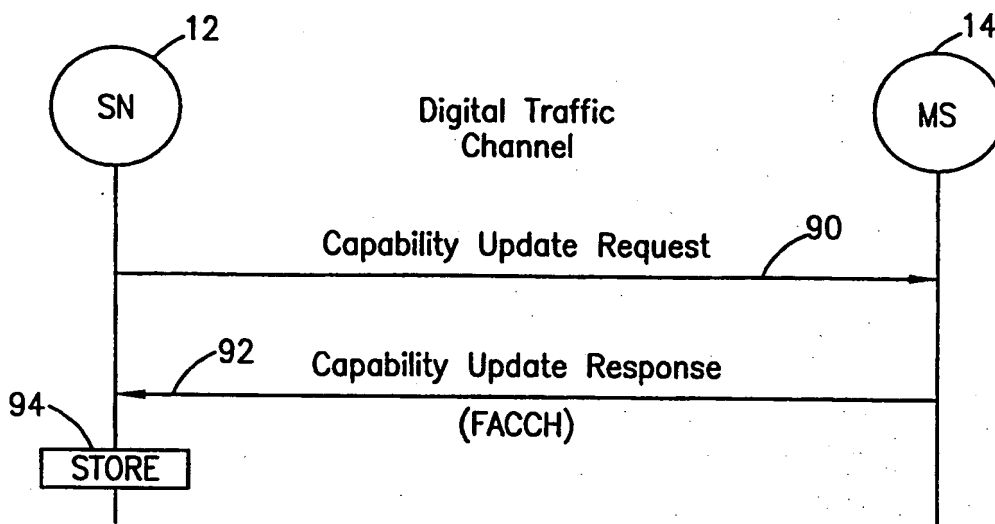 12
14
SN
Digital Traffic
Channel
MS
Capability Update Request
90
92
Capability Update Response
(FACCH)
94
STORE